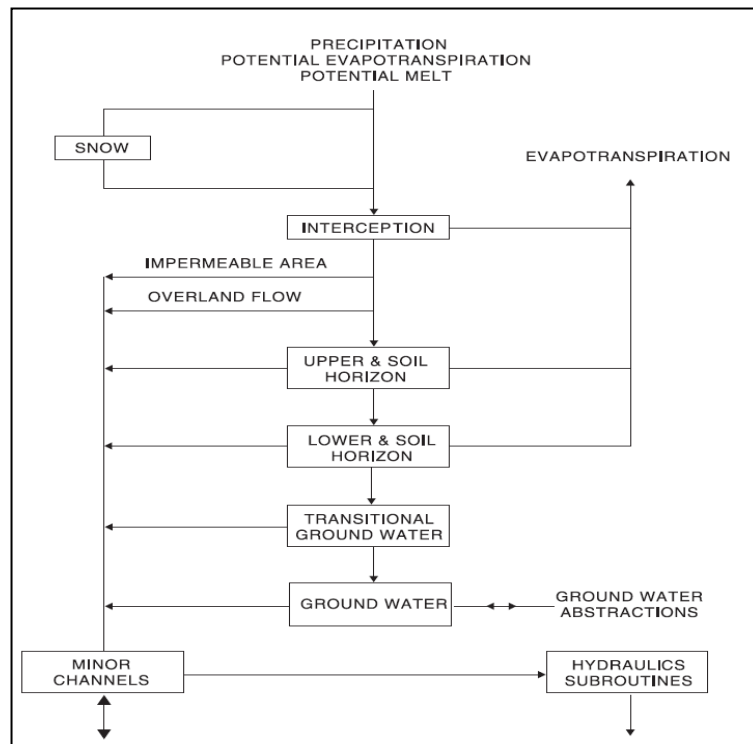 PRECIPITATION
POTENTIAL EVAPOTRANSPIRATION
POTENTIAL MELT
SNOW
EVAPOTRANSPIRATION
INTERCEPTION
IMPERMEABLE AREA
OVERLAND FLOW
UPPER & SOIL
HORIZON
LOWER & SOIL
HORIZON
TRANSITIONAL
GROUND WATER
GROUND WATER
GROUND WATER
ABSTRACTIONS
MINOR
CHANNELS
HYDRAULICS
SUBROUTINES